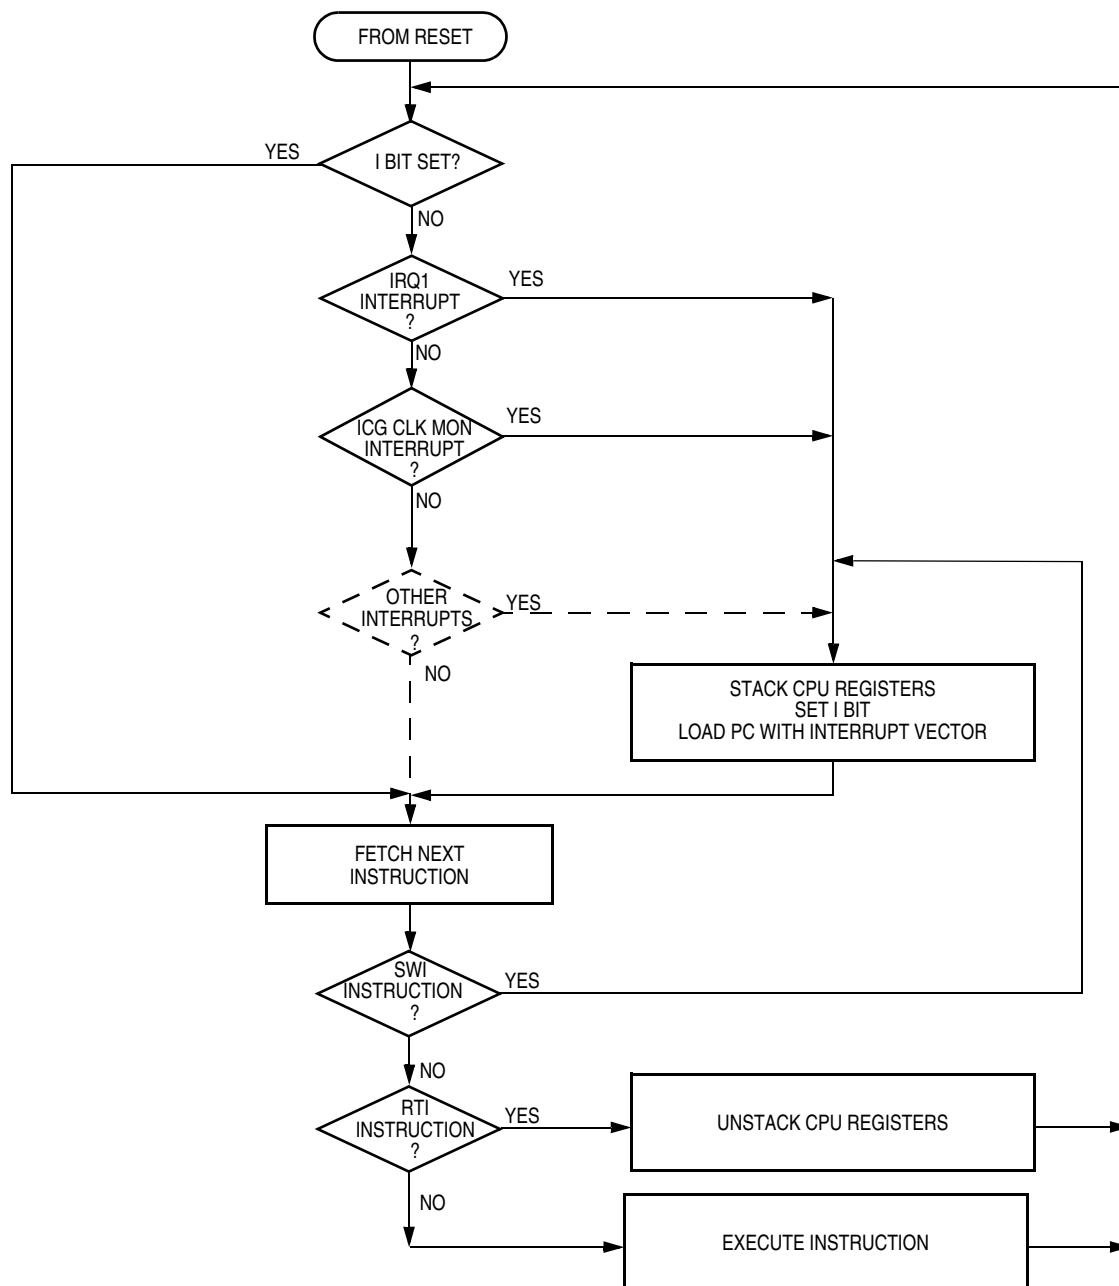 FROM RESET
YES
I BIT SET?
NO
IRQ1
INTERRUPT
?
YES
NO
ICG CLK MON
INTERRUPT
?
YES
NO
OTHER
INTERRUPTS
?
YES
NO
STACK CPU REGISTERS
SET I BIT
LOAD PC WITH INTERRUPT VECTOR
FETCH NEXT
INSTRUCTION
SWI
INSTRUCTION
?
YES
NO
RTI
INSTRUCTION
?
YES
UNSTACK CPU REGISTERS
NO
EXECUTE INSTRUCTION